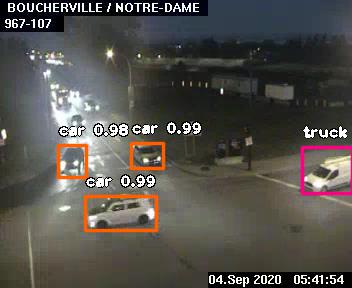 BOUCHERVILLE / NOTRE-DAME
967-107
car 0.98 car 0.99
truck
car 0.99
04.Sep 2020 05:41:54